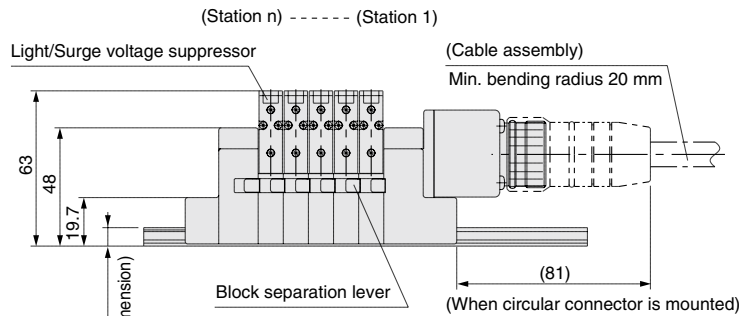 (Station n) ------ (Station 1)
Light/Surge voltage suppressor
(Cable assembly)
Min. bending radius 20 mm
63
48
19.7
(81)
Block separation lever
(When circular connector is mounted)